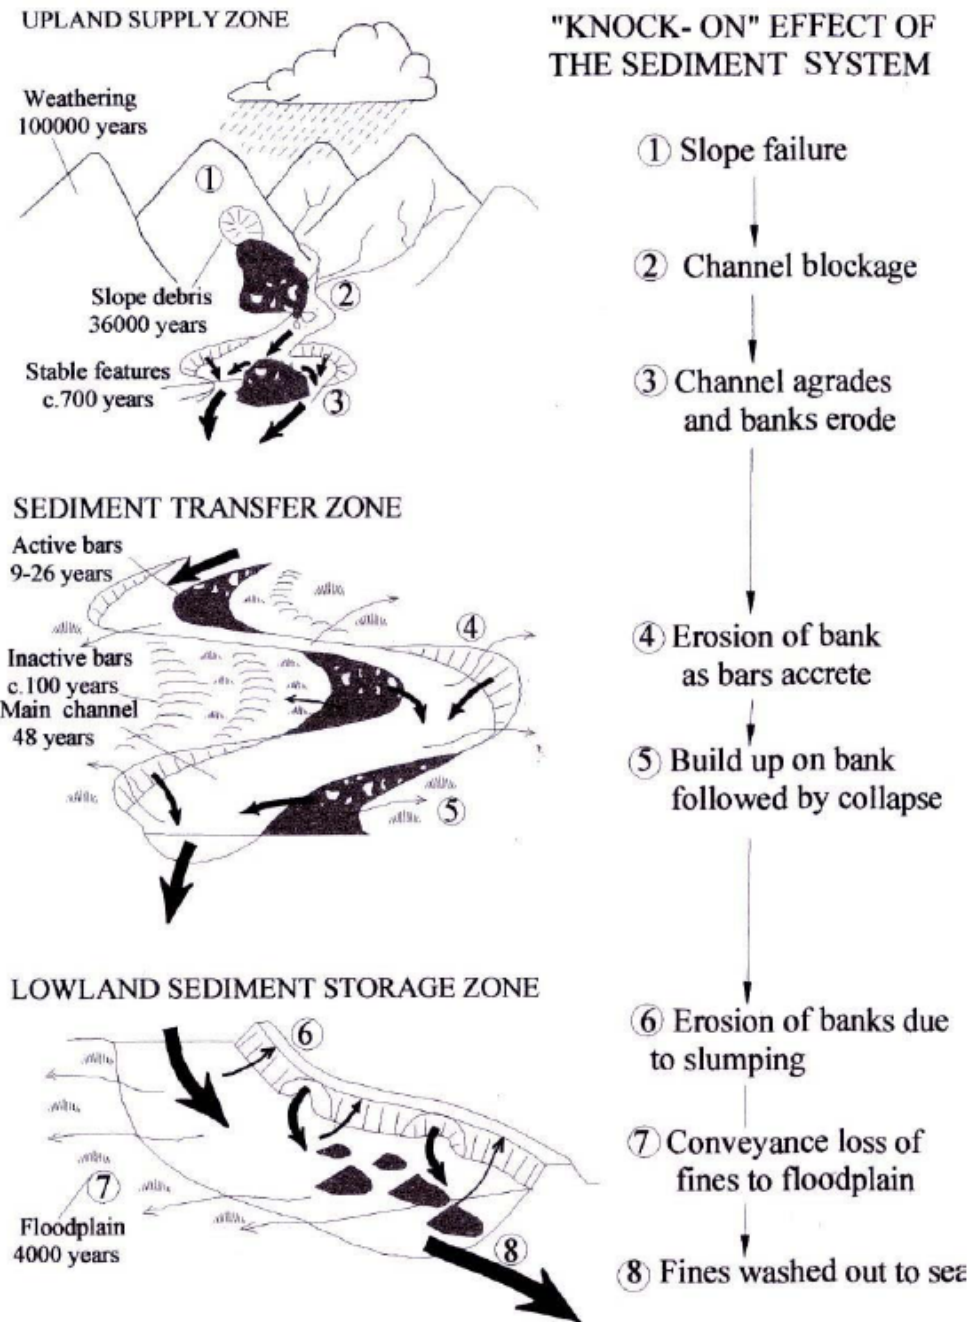 UPLAND SUPPLY ZONE
"KNOCK- ON" EFFECT OF
THE SEDIMENT SYSTEM
Weathering
100000 years
1
Slope debris
36000 years
2
Stable features
c.700 years
3
1 Slope failure
2 Channel blockage
3 Channel agrades
and banks erode
SEDIMENT TRANSFER ZONE
Active bars
9-26 years
4
Inactive bars
c.100 years
Main channel
48 years
5
4 Erosion of bank
as bars accrete
5 Build up on bank
followed by collapse
LOWLAND SEDIMENT STORAGE ZONE
6
7
Floodplain
4000 years
8
6 Erosion of banks due
to slumping
7 Conveyance loss of
fines to floodplain
8 Fines washed out to sea